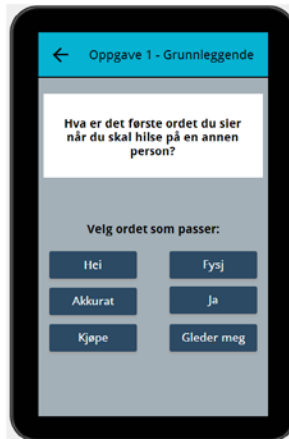 Oppgave 1 - Grunnleggende
Hva er det første ordet du sier
når du skal hilse på en annen
person?
Velg ordet som passer:
Hei
Fysj
Akkurat
Ja
Kjøpe
Gleder meg